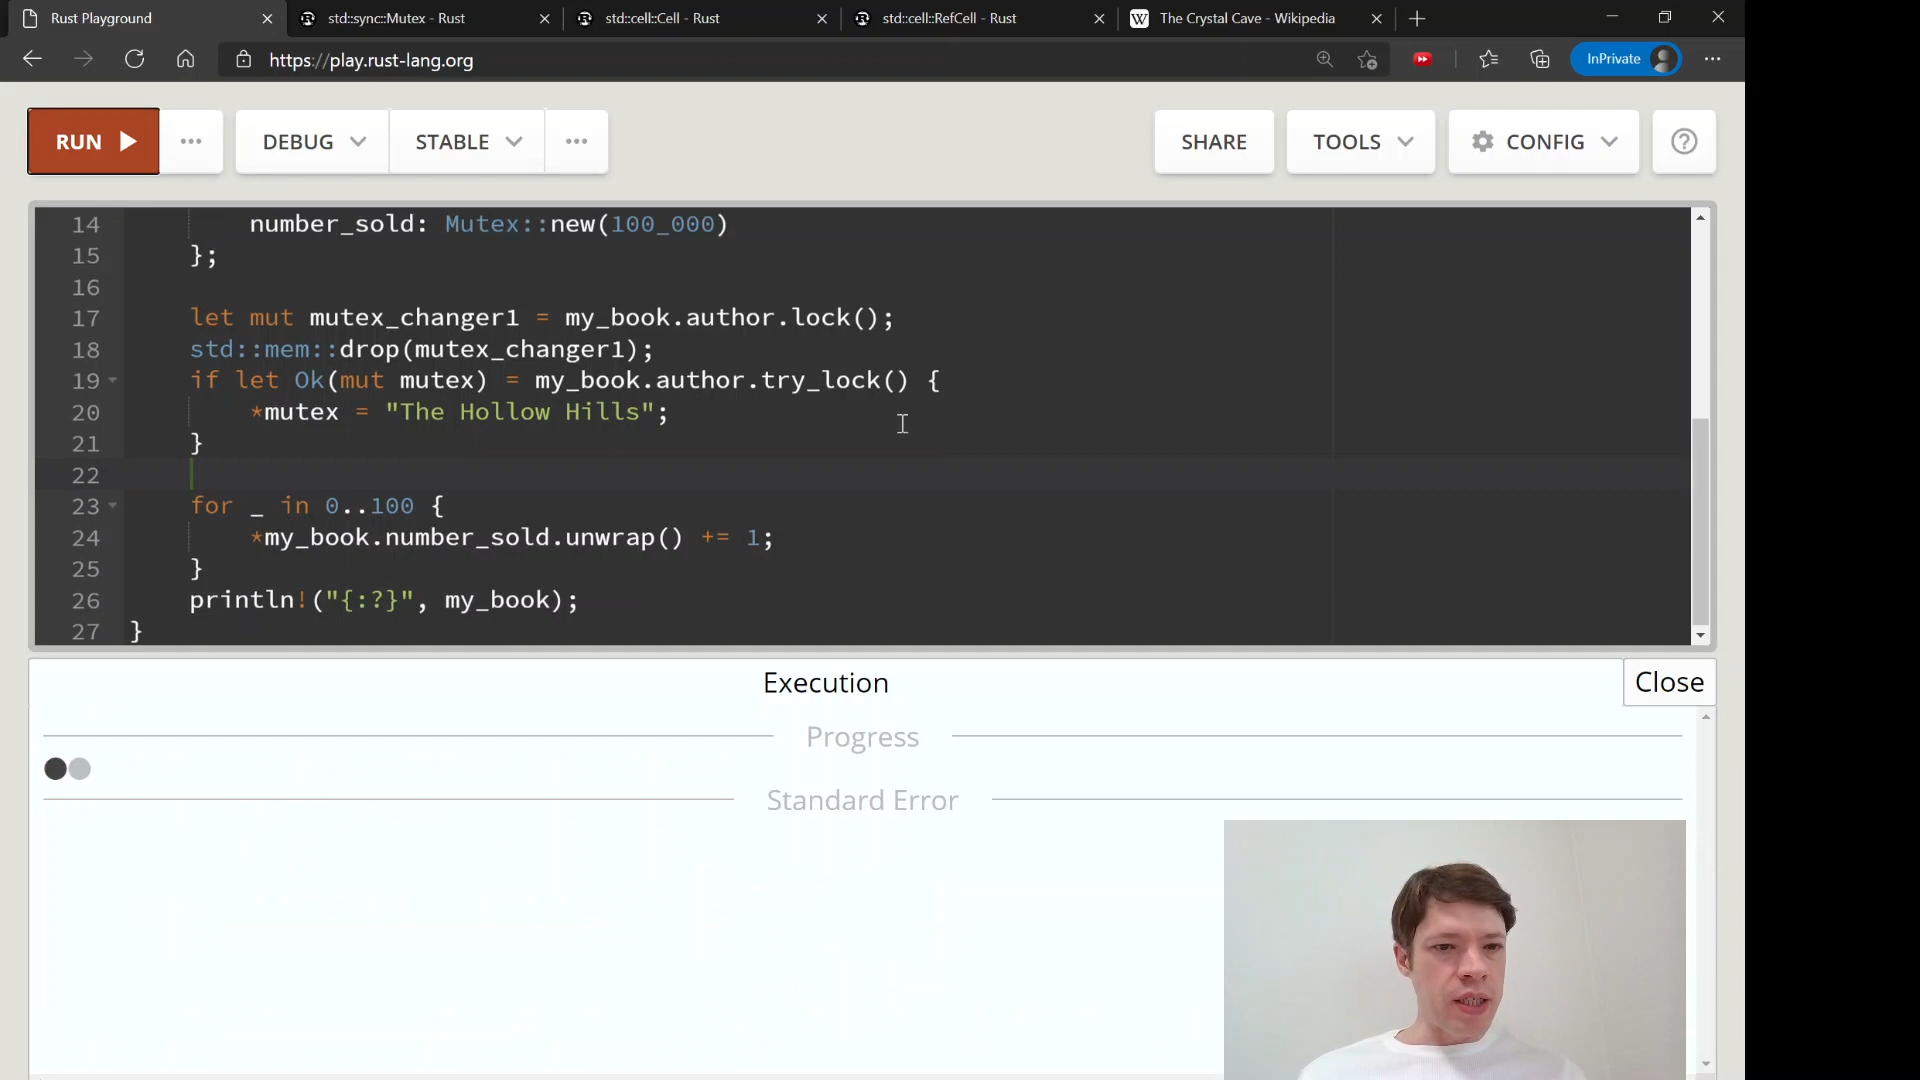 Rust Playground
std::sync::Mutex - Rust
std::cell::Cell - Rust
std::cell::RefCell - Rust
W The Crystal Cave - Wikipedia
https://play.rust-lang.org
InPrivate
RUN
DEBUG
STABLE
SHARE
TOOLS
CONFIG
14 number_sold: Mutex::new(100_000)
15 };
16
17 let mut mutex_changer1 = my_book.author.lock();
18 std::mem::drop(mutex_changer1);
19 if let Ok(mut mutex) = my_book.author.try_lock() {
20 *mutex = "The Hollow Hills";
21 }
22
23 for _ in 0..100 {
24 *my_book.number_sold.unwrap() += 1;
25 }
26 println!("{:?}", my_book);
27 }
Execution
Close
Progress
Standard Error